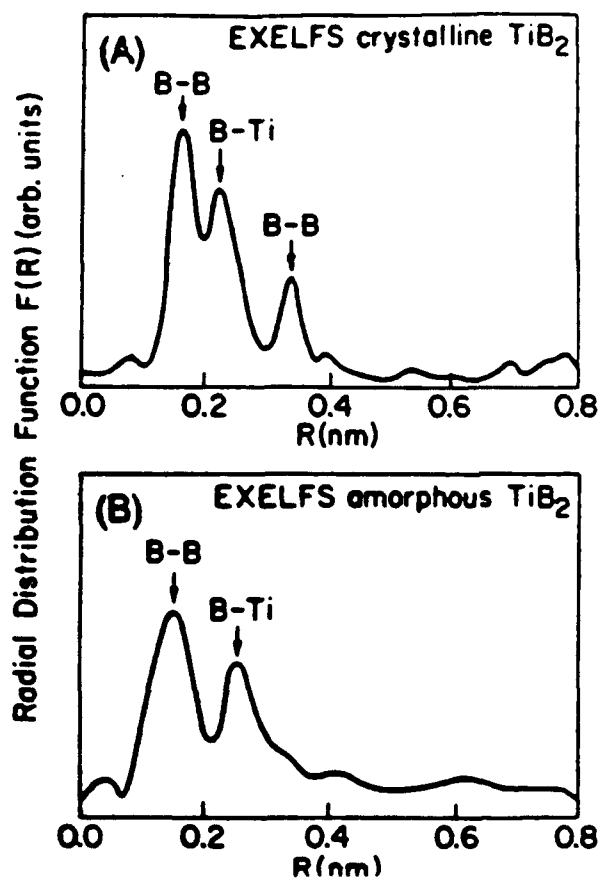 Radial Distribution Function F(R) (arb. units)
(A)
EXELFS crystalline TiB₂
B-B
B-Ti
B-B
0.0 0.2 0.4 0.6 0.8
R(nm)
(B)
EXELFS amorphous TiB₂
B-B
B-Ti
0.0 0.2 0.4 0.6 0.8
R(nm)